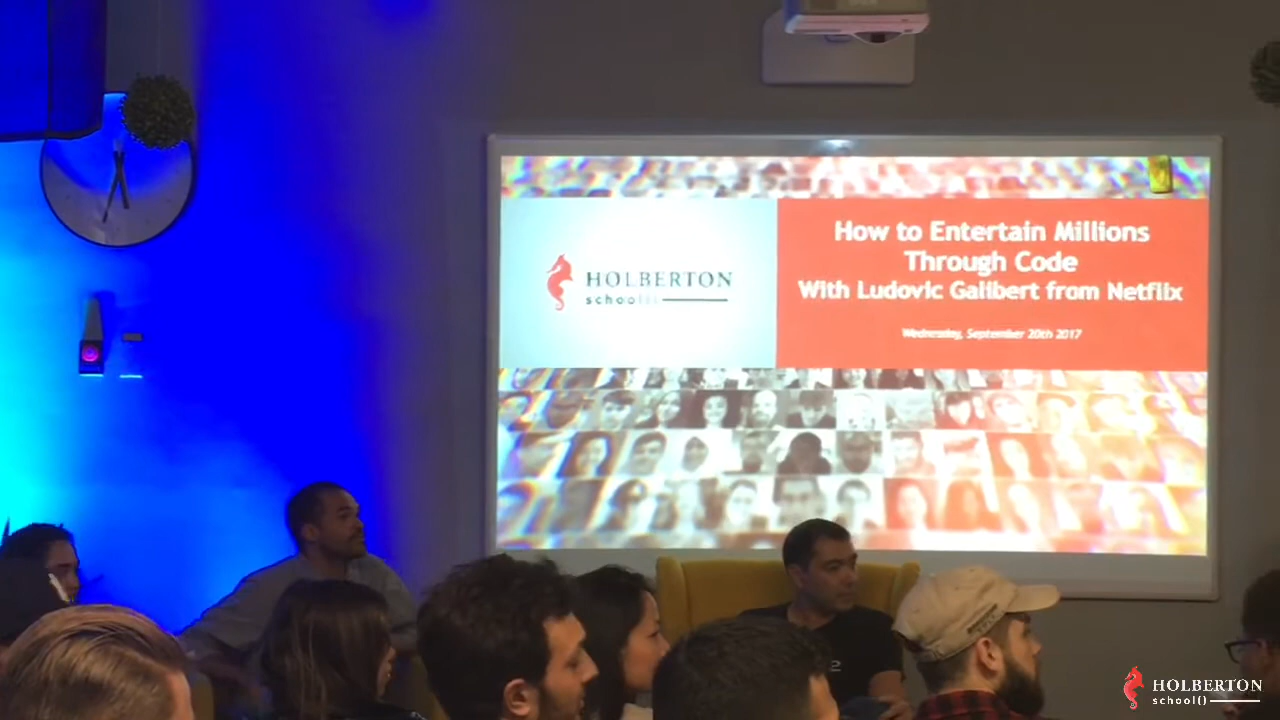 How to Entertain Millions
Through Code
With Ludovic Galibert from Netflix
Wednesday, September 20th 2017
HOLBERTON
school()
HOLBERTON
school()